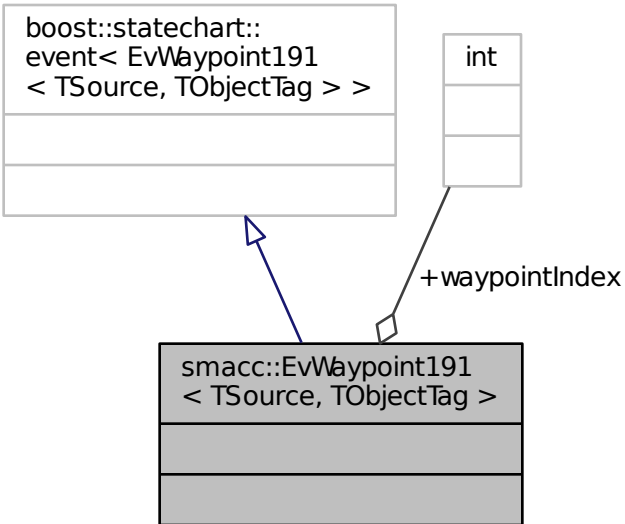 boost::statechart::
event< EvWaypoint191
< TSource, TObjectTag > >
int
+waypointIndex
smacc::EvWaypoint191
< TSource, TObjectTag >